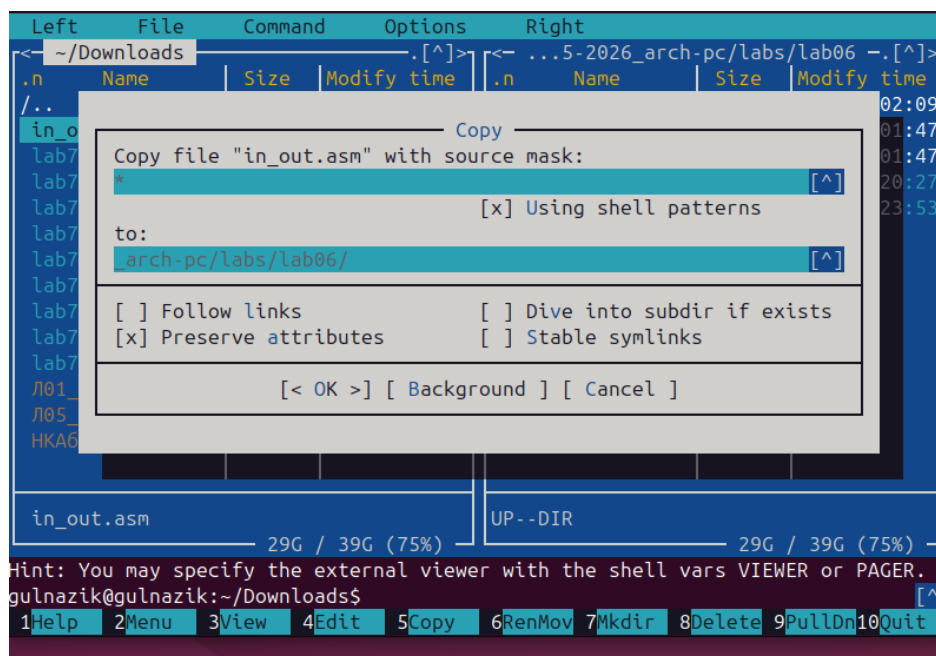 Left File Command Options Right
<— ~/Downloads .[^]> <— ...5-2026_arch-pc/labs/lab06 —.[^]>
.n Name Size Modify time .n Name Size Modify time
/.. 02:09
in_o Copy 01:47
lab7 Copy file "in_out.asm" with source mask: 01:47
lab7 * [^] 20:27
lab7 [x] Using shell patterns 23:53
lab7 to:
lab7 _arch-pc/labs/lab06/ [^]
lab7
lab7 [ ] Follow links [ ] Dive into subdir if exists
lab7 [x] Preserve attributes [ ] Stable symlinks
lab7
Л01_ [< OK >] [ Background ] [ Cancel ]
Л05_
НКАб
in_out.asm UP--DIR
29G / 39G (75%) 29G / 39G (75%)
Hint: You may specify the external viewer with the shell vars VIEWER or PAGER.
gulnazik@gulnazik:~/Downloads$ [^
1Help 2Menu 3View 4Edit 5Copy 6RenMov 7Mkdir 8Delete 9PullDn 10Quit